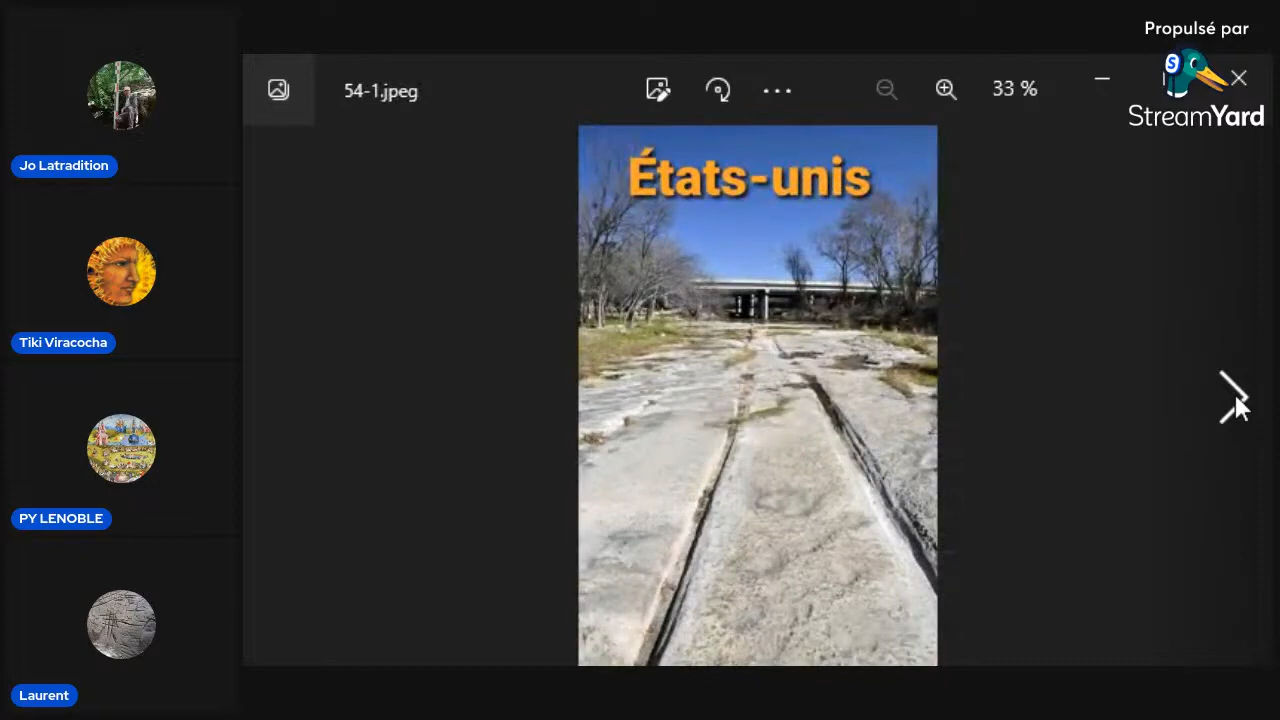 Propulsé par
StreamYard
54-1.jpeg
33 %
États-unis
Jo Latradition
Tiki Viracocha
PY LENOBLE
Laurent